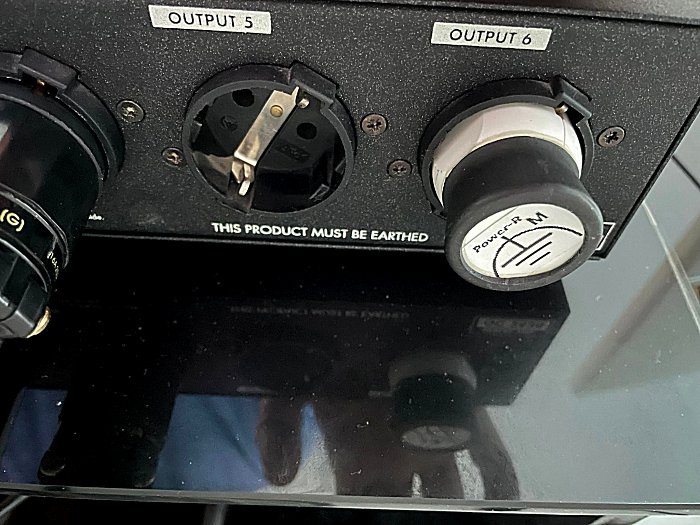 OUTPUT 5
OUTPUT 6
(G)
THIS PRODUCT MUST BE EARTHED
Power-R
M